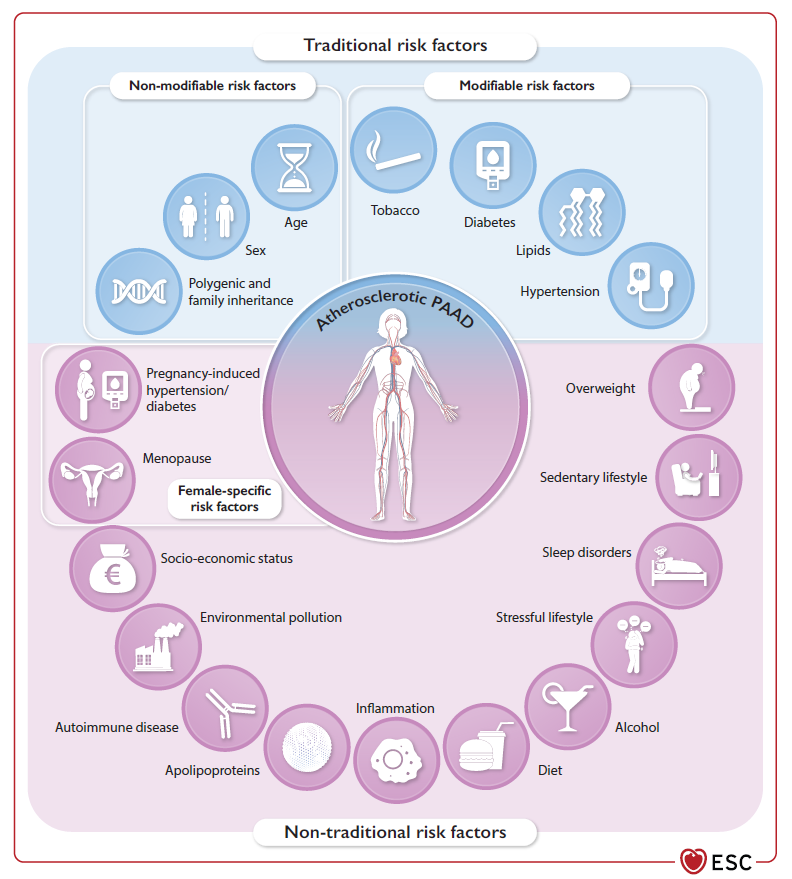 Traditional risk factors
Non-modifiable risk factors
Modifiable risk factors
Age
Sex
Polygenic and
family inheritance
Tobacco
Diabetes
Lipids
Hypertension
Atherosclerotic PAAD
Pregnancy-induced
hypertension/
diabetes
Menopause
Female-specific
risk factors
Socio-economic status
€
Environmental pollution
Autoimmune disease
Apolipoproteins
Inflammation
Diet
Alcohol
Stressful lifestyle
Sleep disorders
Sedentary lifestyle
Overweight
Non-traditional risk factors
ESC